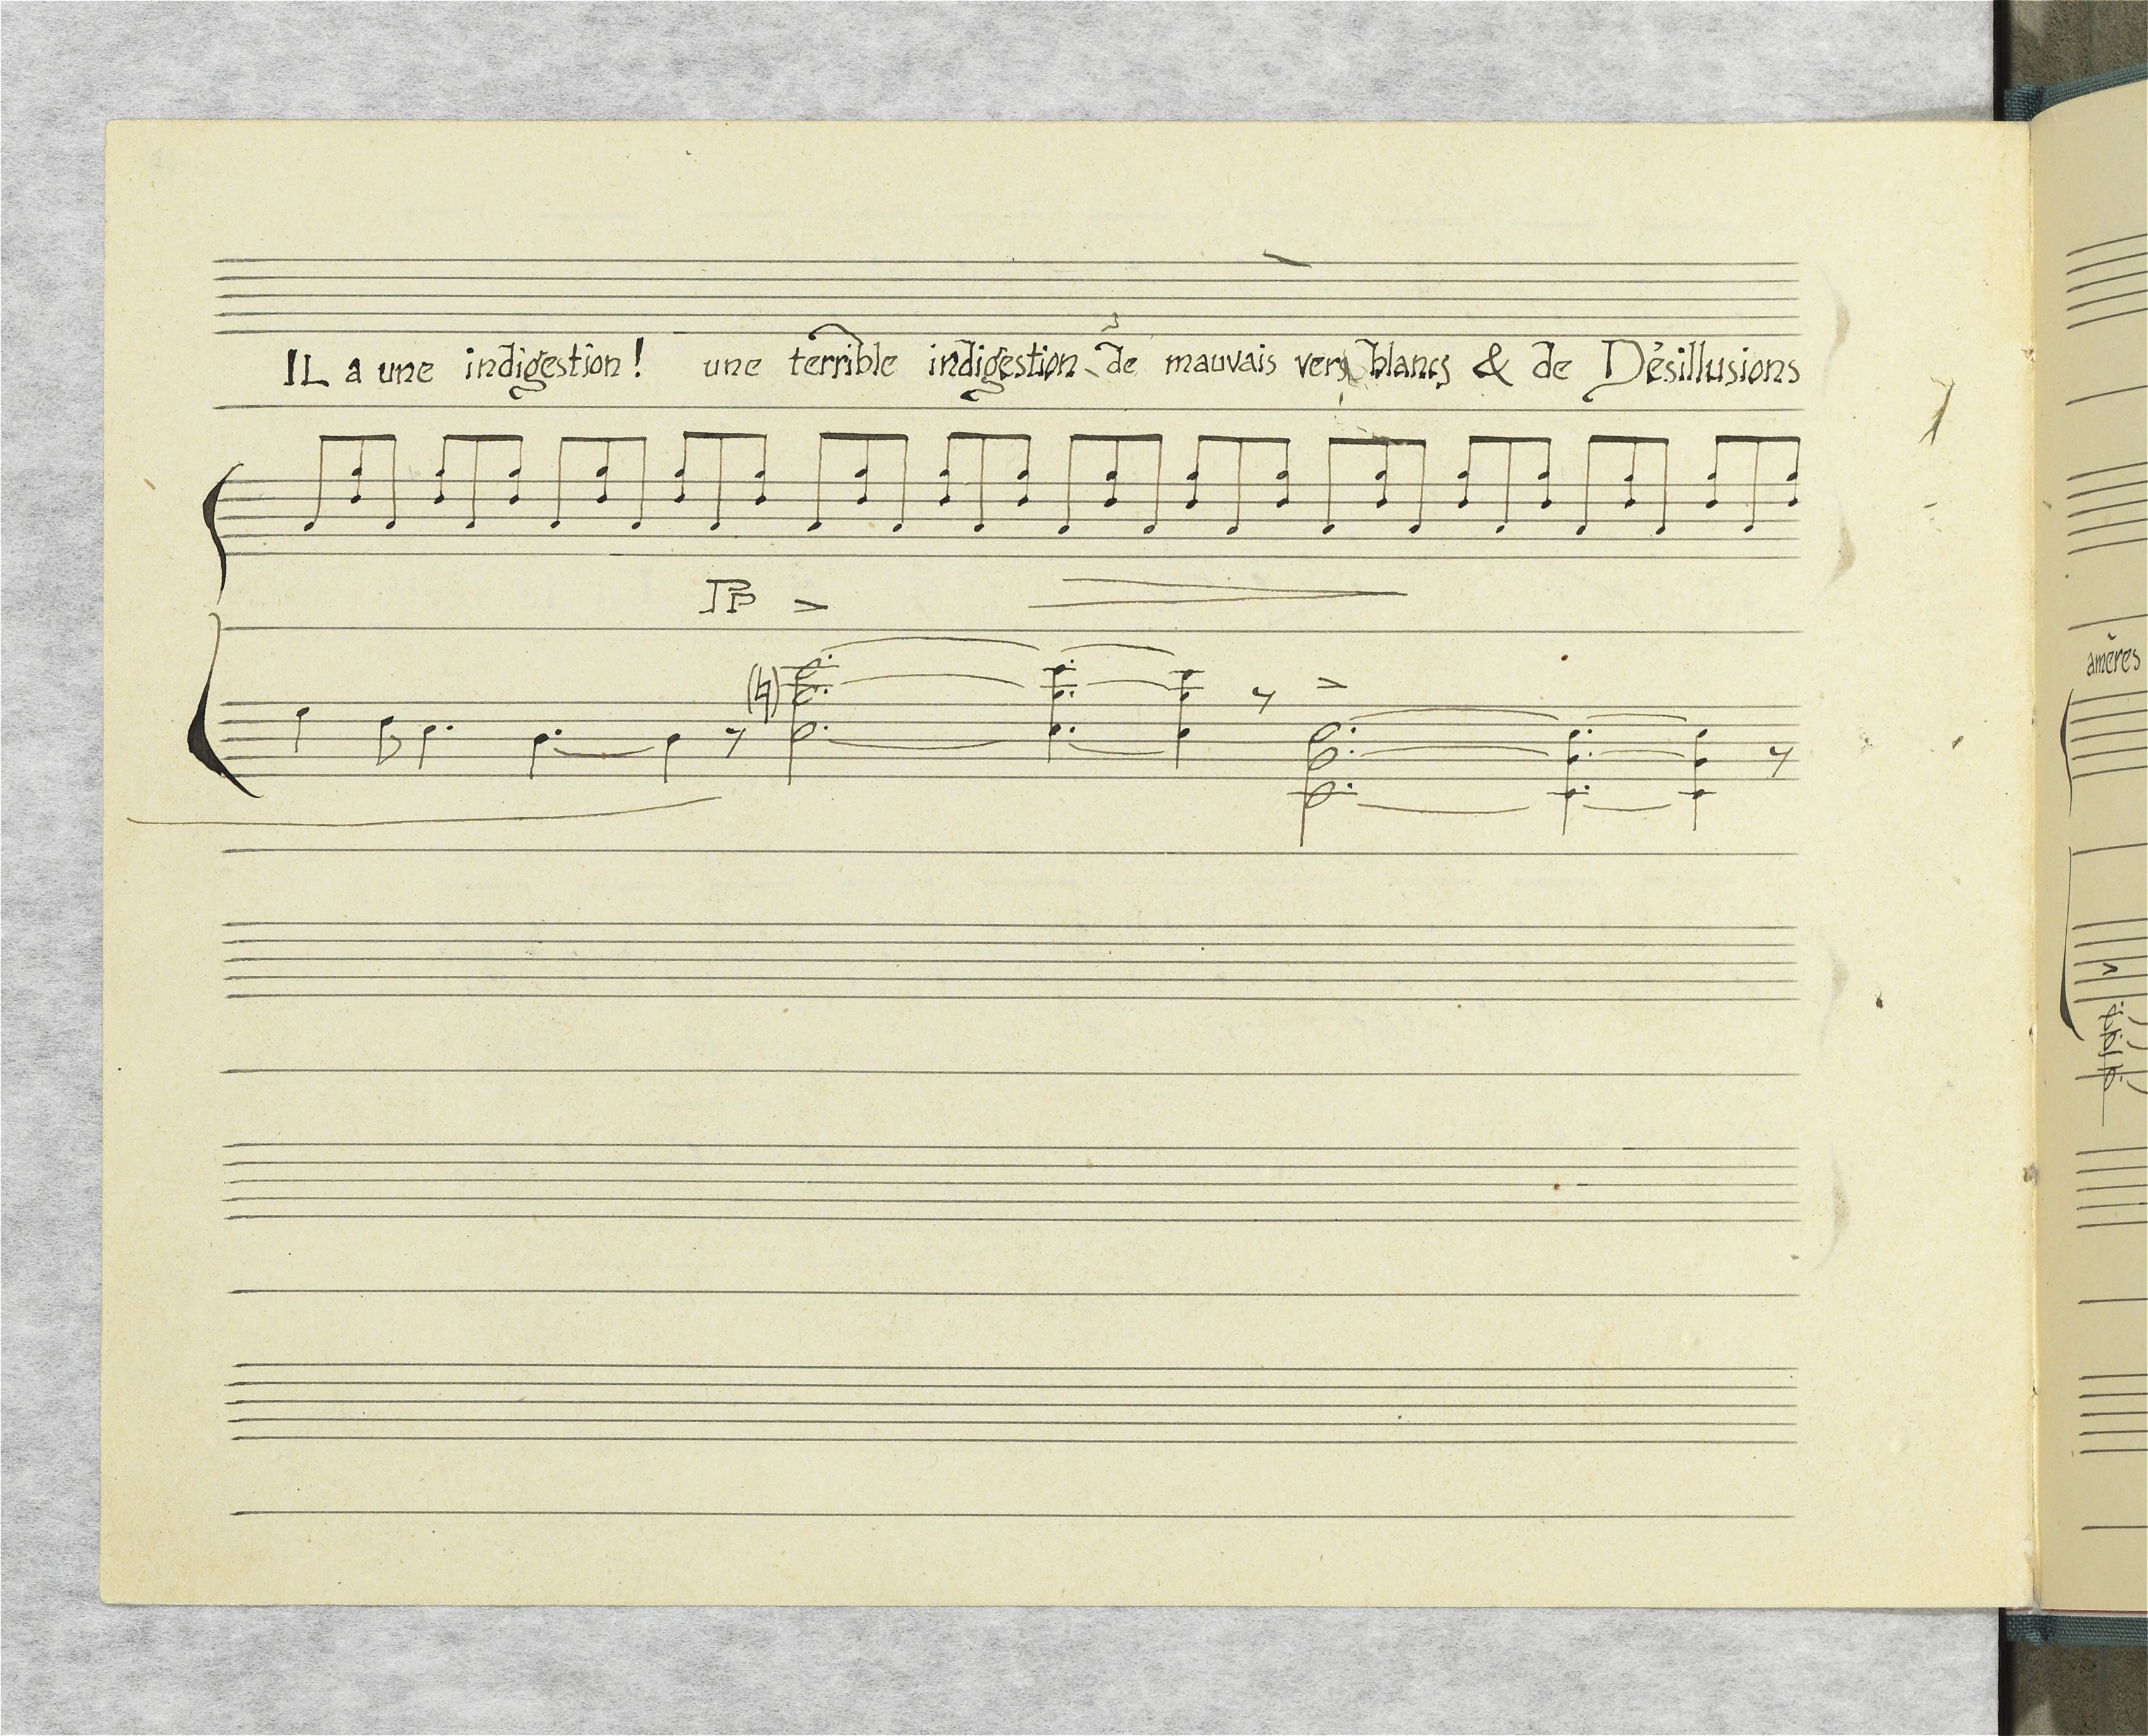 IL a une indigestion! une terrible indigestion de mauvais vers blancs & de Désillusions
PP
amères